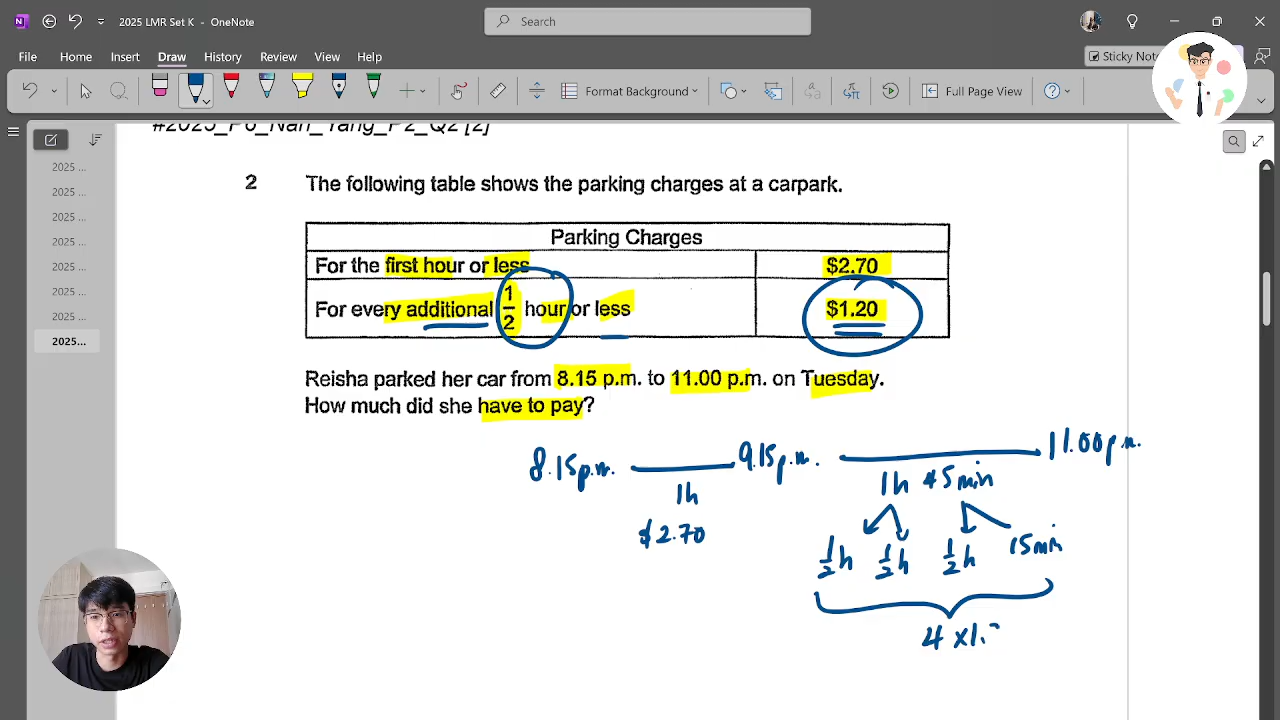 2025 LMR Set K - OneNote
Search
File Home Insert Draw History Review View Help
Sticky Notes
Format Background
Full Page View
#2025_P6_Nan_Yang_P2_Q2 [2]
2025 ...
2025 ...
2025 ...
2025 ...
2025 ...
2025 ...
2025...
2 The following table shows the parking charges at a carpark.
Parking Charges
For the first hour or less $2.70
For every additional 1/2 hour or less $1.20
Reisha parked her car from 8.15 p.m. to 11.00 p.m. on Tuesday.
How much did she have to pay?
8.15p.m. 9.15p.m. 11.00p.m.
1h 1h 45min
$2.70
1/2h 1/2h 1/2h 15min
4 x1.